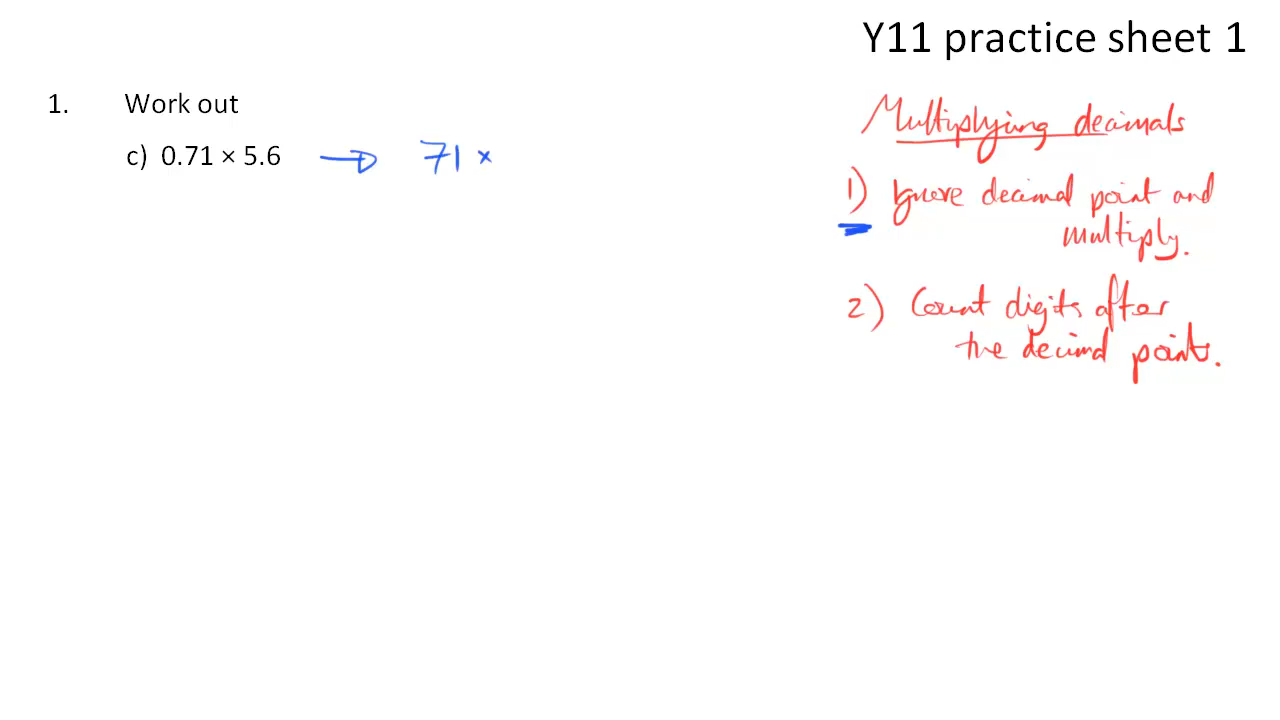 Y11 practice sheet 1
1. Work out
c) 0.71 × 5.6 → 71 ×
Multiplying decimals
1) Ignore decimal point and
multiply.
2) Count digits after
the decimal points.